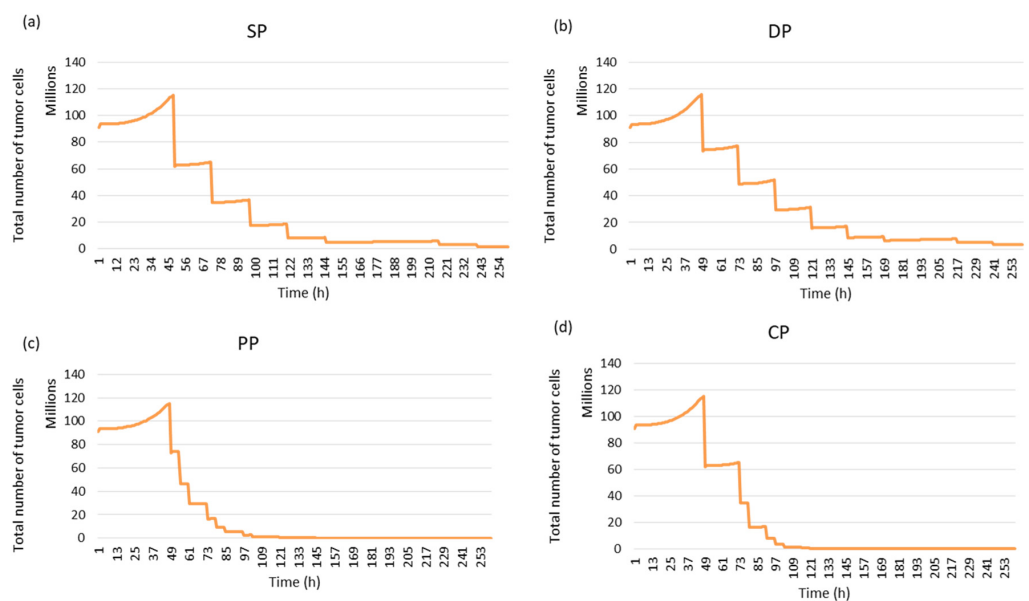 (a)
SP
Total number of tumor cells
Millions
140
120
100
80
60
40
20
0
1 12 23 34 45 56 67 78 89 100 111 122 133 144 155 166 177 188 199 210 221 232 243 254
Time (h)
(b)
DP
Total number of tumor cells
Millions
140
120
100
80
60
40
20
0
1 13 25 37 49 61 73 85 97 109 121 133 145 157 169 181 193 205 217 229 241 253
Time (h)
(c)
PP
Total number of tumor cells
Millions
140
120
100
80
60
40
20
0
1 13 25 37 49 61 73 85 97 109 121 133 145 157 169 181 193 205 217 229 241 253
Time (h)
(d)
CP
Total number of tumor cells
Millions
140
120
100
80
60
40
20
0
1 13 25 37 49 61 73 85 97 109 121 133 145 157 169 181 193 205 217 229 241 253
Time (h)